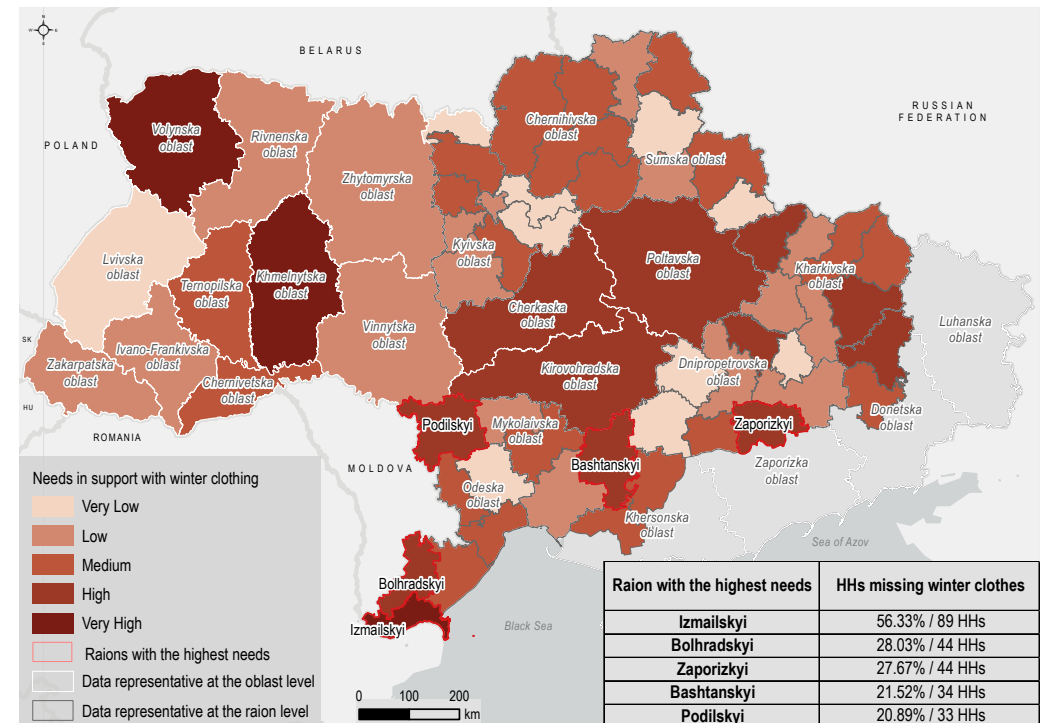 N
W
E
S
BELARUS
POLAND
RUSSIAN
FEDERATION
Volynska
oblast
Rivnenska
oblast
Zhytomyrska
oblast
Chernihivska
oblast
Sumska oblast
Lvivska
oblast
Ternopilska
oblast
Khmelnytska
oblast
Kyivska
oblast
Poltavska
oblast
Kharkivska
oblast
Luhanska
oblast
Cherkaska
oblast
Vinnytska
oblast
Ivano-Frankivska
oblast
Zakarpatska
oblast
Chernivetska
oblast
Kirovohradska
oblast
Dnipropetrovska
oblast
Donetska
oblast
SK
HU
ROMANIA
MOLDOVA
Podilskyi
Mykolaivska
oblast
Zaporizkyi
Bashtanskyi
Zaporizka
oblast
Odeska
oblast
Khersonska
oblast
Sea of Azov
Bolhradskyi
Izmailskyi
Black Sea
Needs in support with winter clothing
Very Low
Low
Medium
High
Very High
Raions with the highest needs
Data representative at the oblast level
Data representative at the raion level
0 100 200
km
Raion with the highest needs HHs missing winter clothes
Izmailskyi 56.33% / 89 HHs
Bolhradskyi 28.03% / 44 HHs
Zaporizkyi 27.67% / 44 HHs
Bashtanskyi 21.52% / 34 HHs
Podilskyi 20.89% / 33 HHs